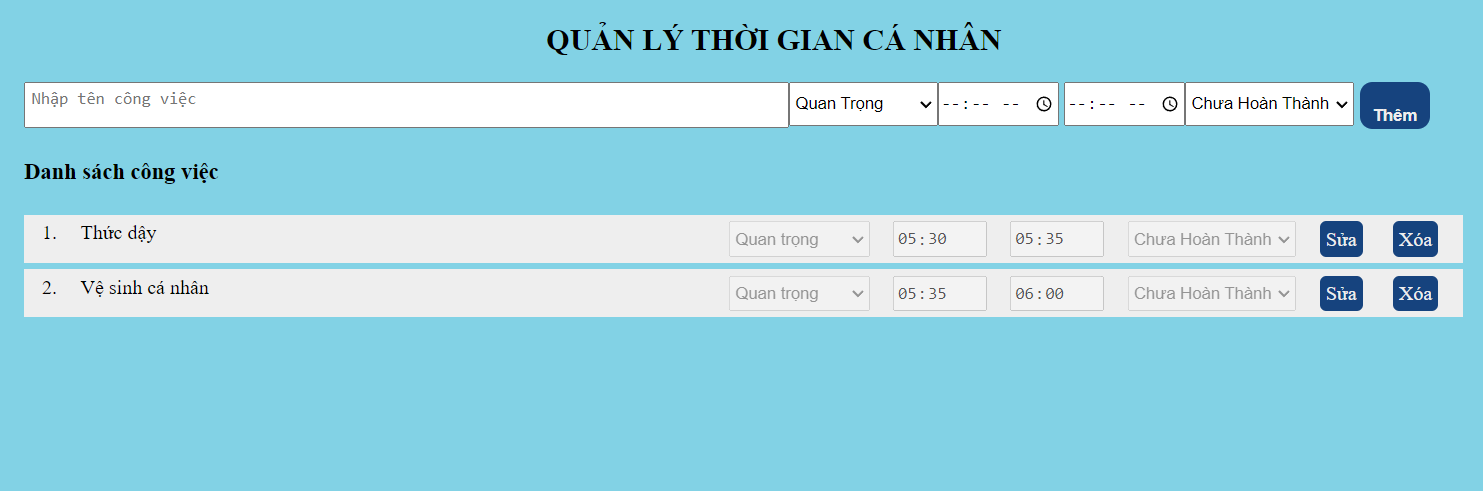 QUẢN LÝ THỜI GIAN CÁ NHÂN
Nhập tên công việc Quan Trọng --:-- -- --:-- -- Chưa Hoàn Thành Thêm
Danh sách công việc
1. Thức dậy Quan trọng 05:30 05:35 Chưa Hoàn Thành Sửa Xóa
2. Vệ sinh cá nhân Quan trọng 05:35 06:00 Chưa Hoàn Thành Sửa Xóa